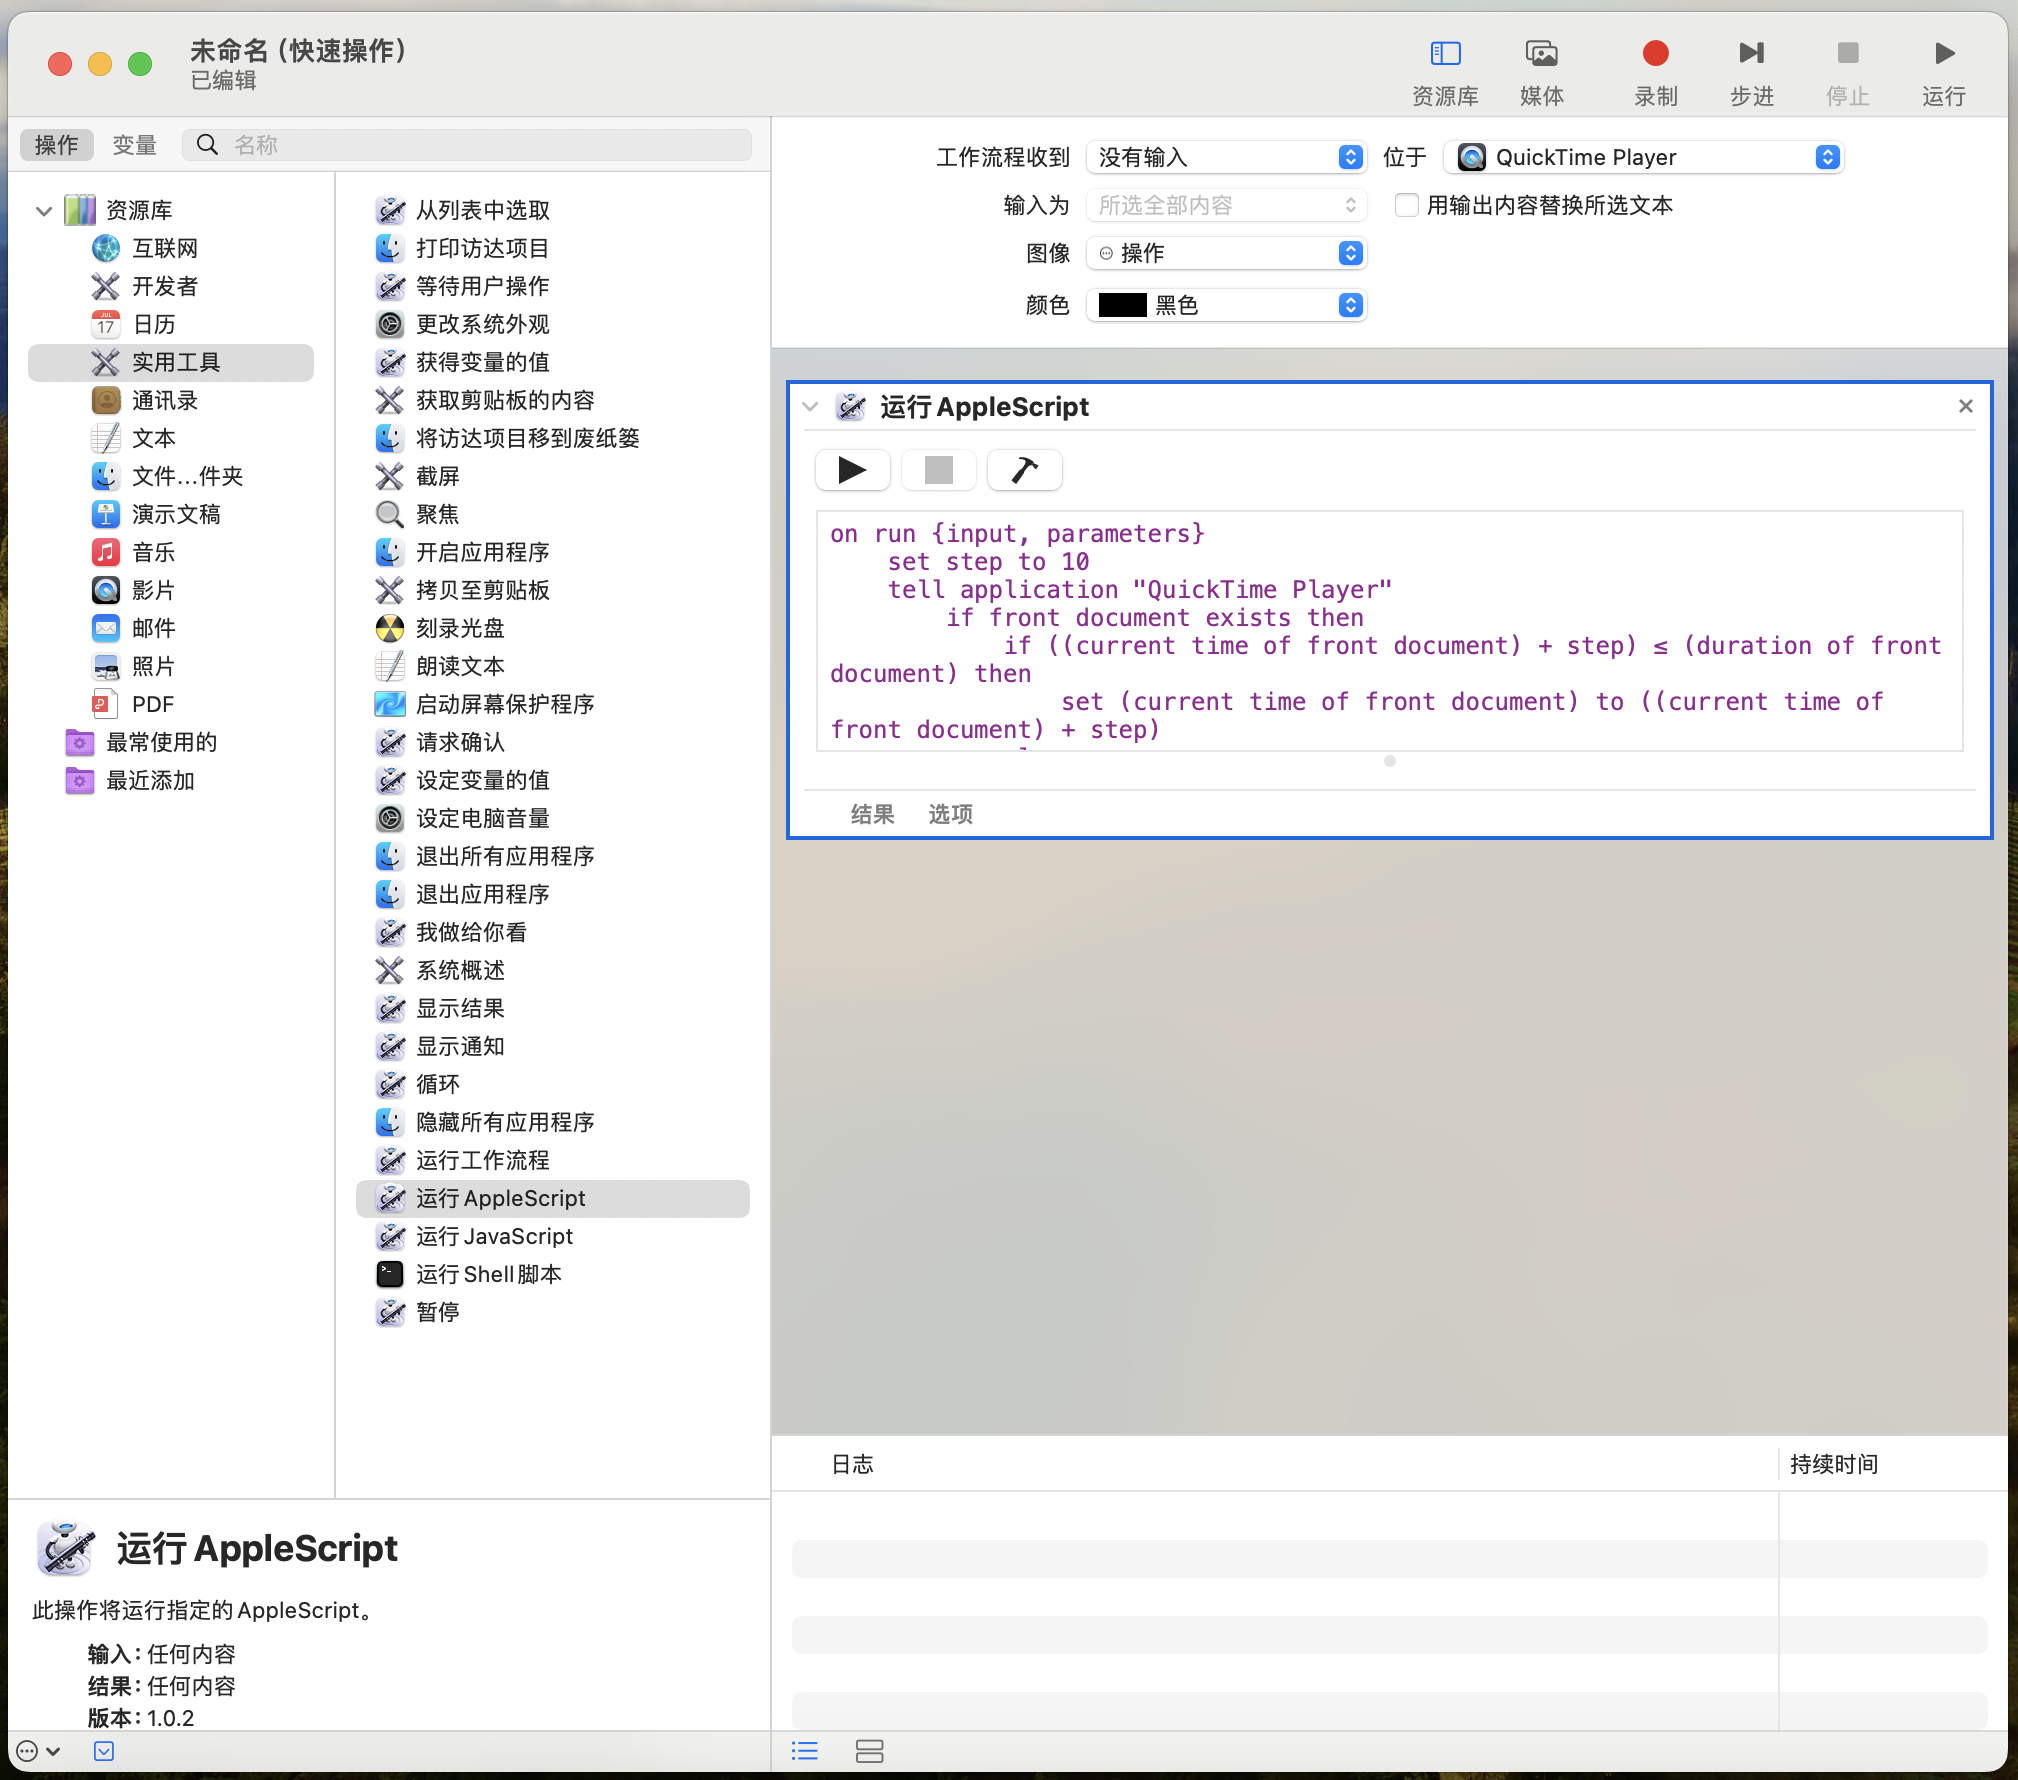 未命名（快速操作）
已编辑
资源库
媒体
录制
步进
停止
运行
操作
变量
名称
资源库
互联网
开发者
JUL
17
日历
实用工具
通讯录
文本
文件...件夹
演示文稿
音乐
影片
邮件
照片
PDF
最常使用的
最近添加
从列表中选取
打印访达项目
等待用户操作
更改系统外观
获得变量的值
获取剪贴板的内容
将访达项目移到废纸篓
截屏
聚焦
开启应用程序
拷贝至剪贴板
刻录光盘
朗读文本
启动屏幕保护程序
请求确认
设定变量的值
设定电脑音量
退出所有应用程序
退出应用程序
我做给你看
系统概述
显示结果
显示通知
循环
隐藏所有应用程序
运行工作流程
运行 AppleScript
运行 JavaScript
运行 Shell 脚本
暂停
运行 AppleScript
此操作将运行指定的 AppleScript。
输入：任何内容
结果：任何内容
版本：1.0.2
工作流程收到 没有输入 位于 QuickTime Player
输入为 所选全部内容 用输出内容替换所选文本
图像 操作
颜色 黑色
运行 AppleScript
on run {input, parameters}
set step to 10
tell application "QuickTime Player"
if front document exists then
if ((current time of front document) + step) ≤ (duration of front
document) then
set (current time of front document) to ((current time of
front document) + step)
结果 选项
日志 持续时间